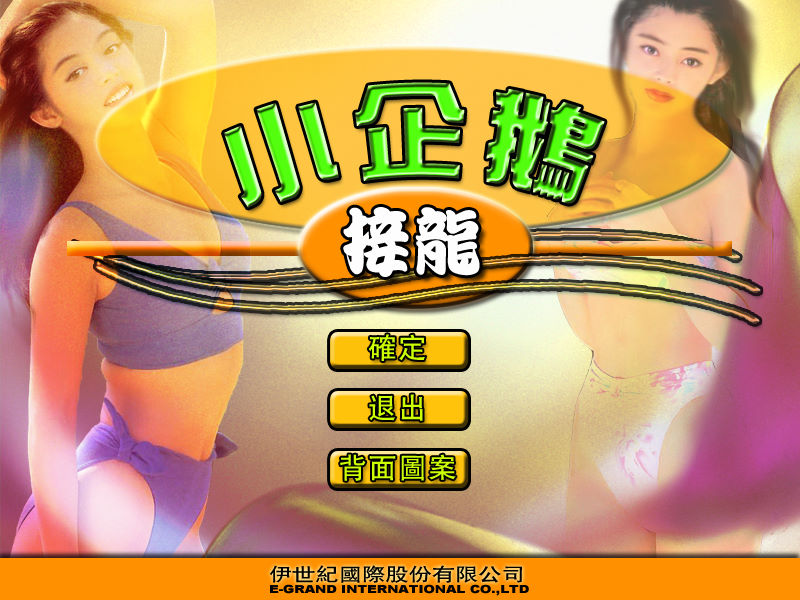 小企鵝
接龍
確定
退出
背面圖案
伊世紀國際股份有限公司
E-GRAND INTERNATIONAL CO.,LTD